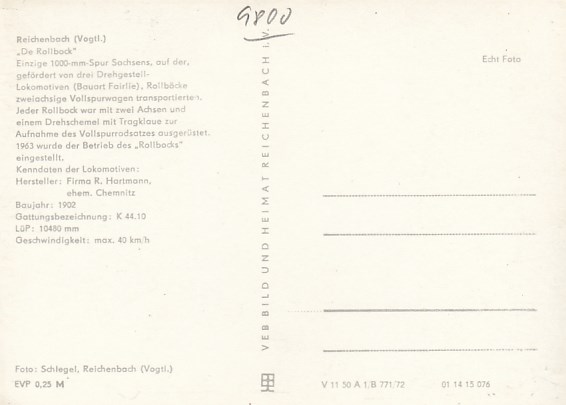 9800
Reichenbach (Vogtl.)
„De Rollbock"
Einzige 1000-mm-Spur Sachsens, auf der,
gefördert von drei Drehgestell-
Lokomotiven (Bauart Fairlie), Rollböcke
zweiachsige Vollspurwagen transportierten.
Jeder Rollbock war mit zwei Achsen und
einem Drehschemel mit Tragklaue zur
Aufnahme des Vollspurradsatzes ausgerüstet.
1963 wurde der Betrieb des „Rollbocks"
eingestellt.
Kenndaten der Lokomotiven:
Hersteller: Firma R. Hartmann,
ehem. Chemnitz
Baujahr: 1902
Gattungsbezeichnung: K 44.10
LüP: 10480 mm
Geschwindigkeit: max. 40 km/h
Foto: Schlegel, Reichenbach (Vogtl.)
EVP 0,25 M
VEB BILD UND HEIMAT REICHENBACH I. V.
Echt Foto
V 11 50 A 1/B 771/72 01 14 15 076